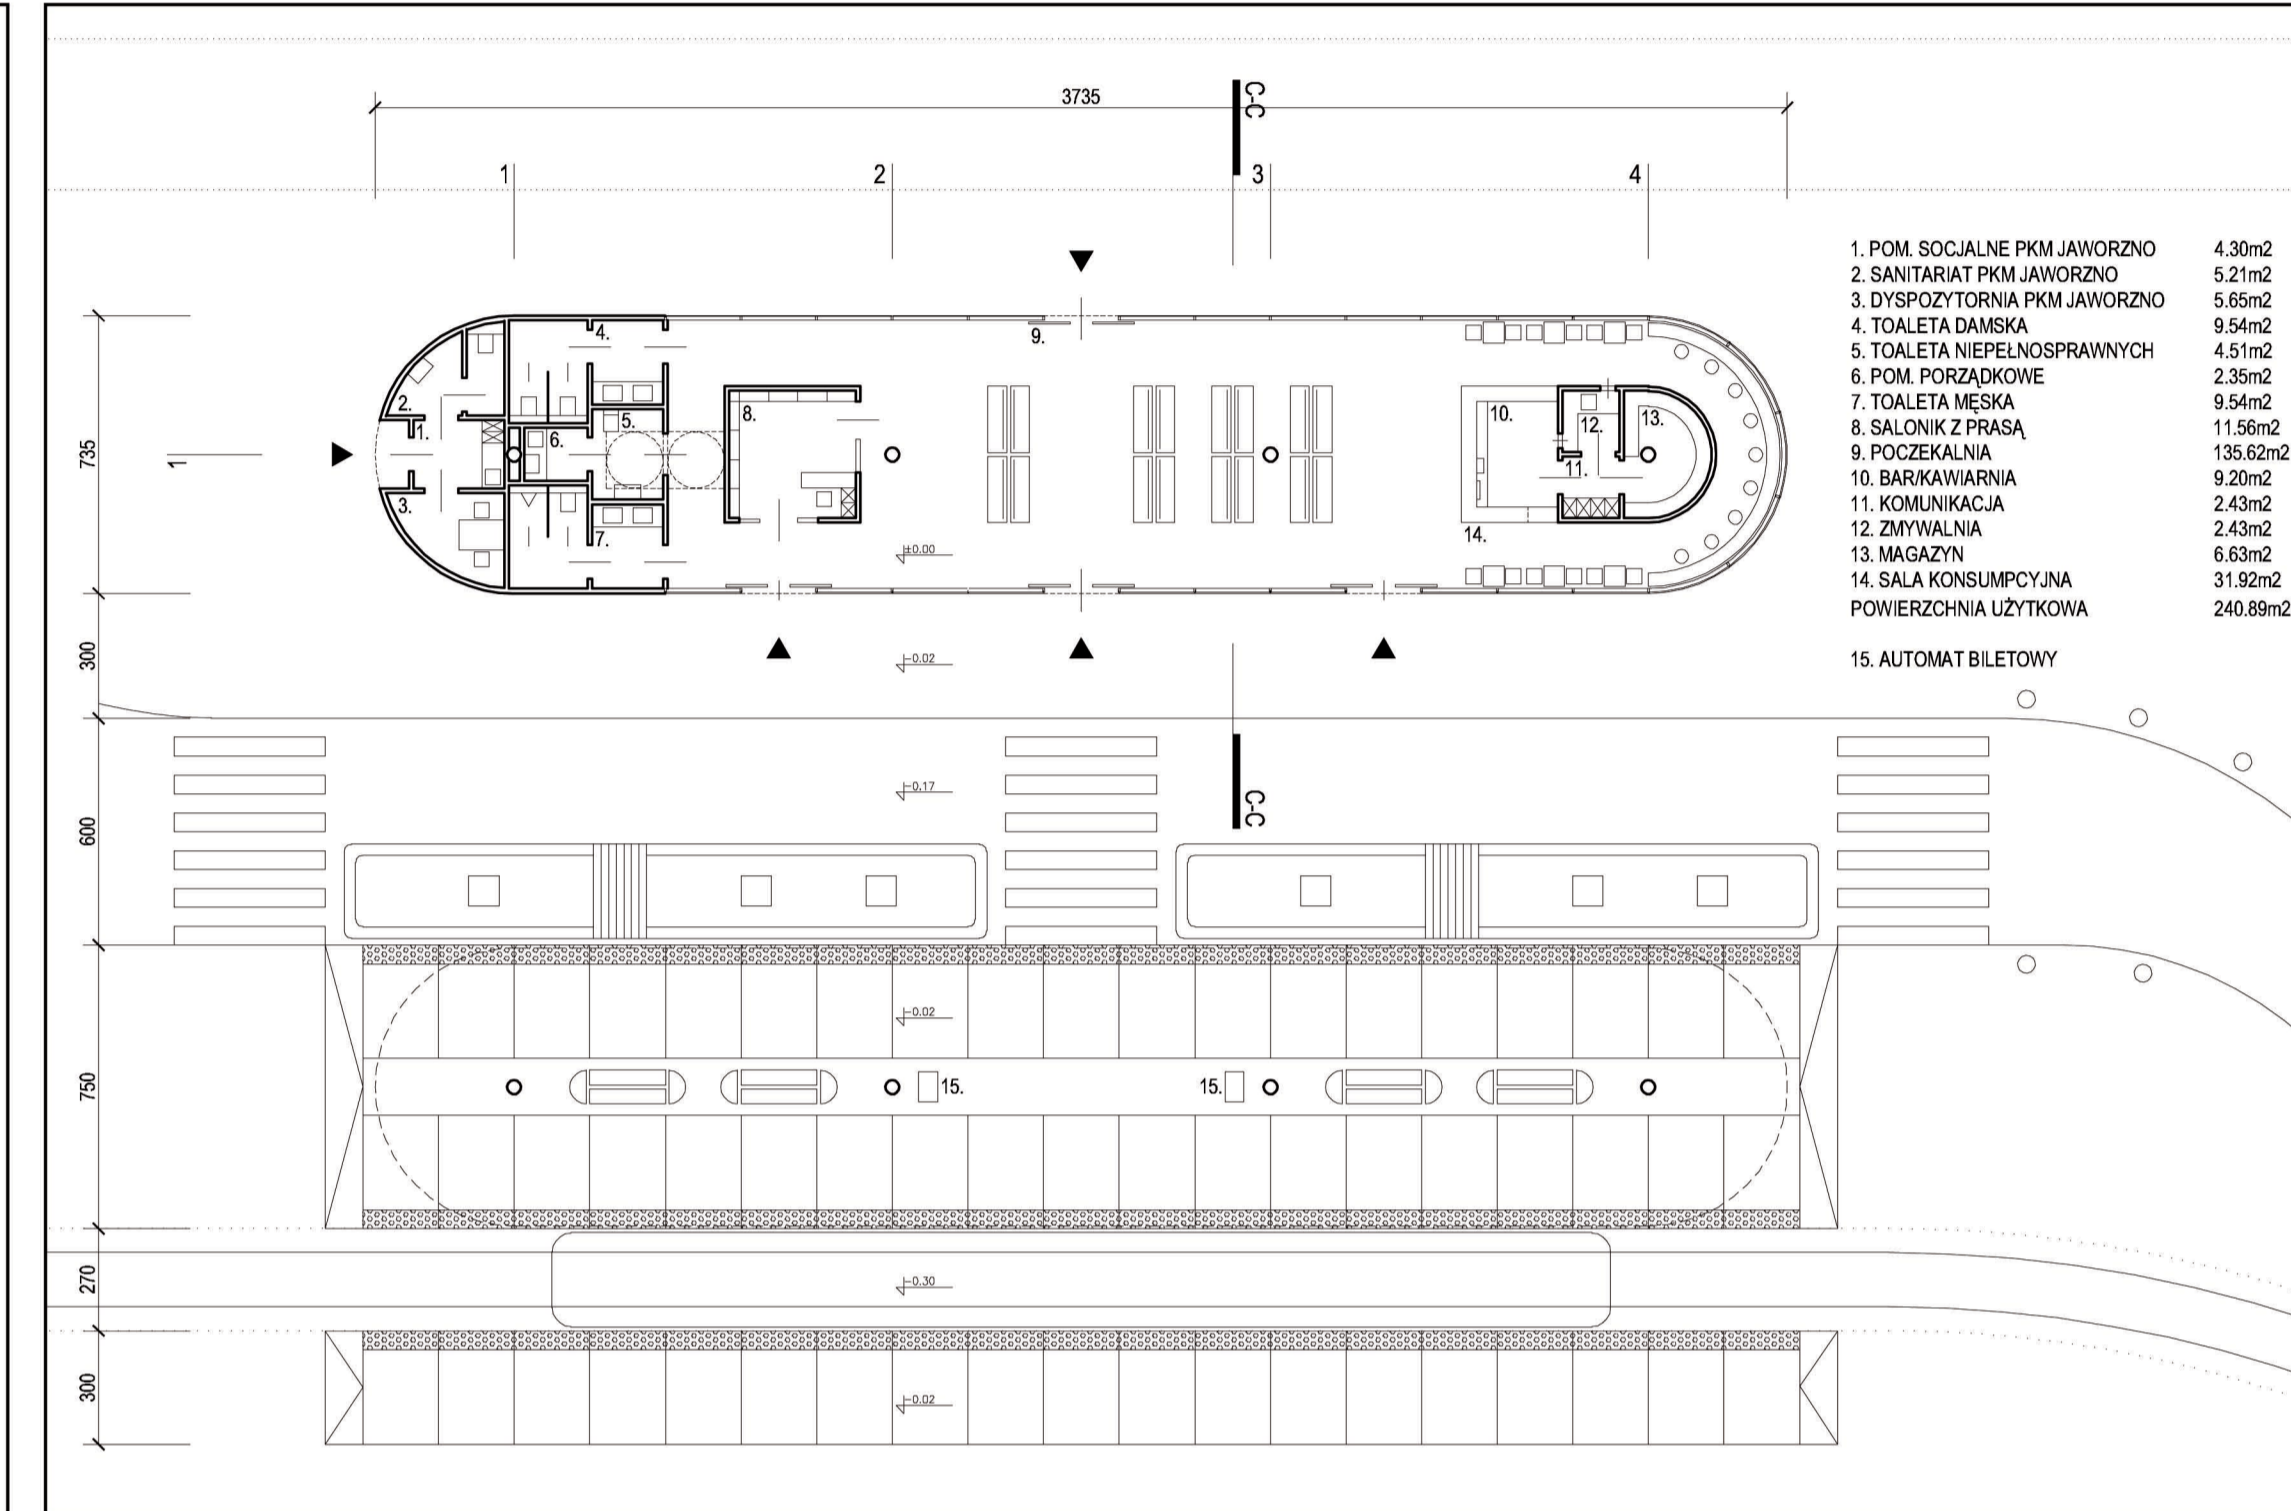 3735
C-C
1
2
3
4
1. POM. SOCJALNE PKM JAWORZNO 4.30m2
2. SANITARIAT PKM JAWORZNO 5.21m2
3. DYSPOZYTORNIA PKM JAWORZNO 5.65m2
4. TOALETA DAMSKA 9.54m2
5. TOALETA NIEPEŁNOSPRAWNYCH 4.51m2
6. POM. PORZĄDKOWE 2.35m2
7. TOALETA MĘSKA 9.54m2
8. SALONIK Z PRASĄ 11.56m2
9. POCZEKALNIA 135.62m2
10. BAR/KAWIARNIA 9.20m2
11. KOMUNIKACJA 2.43m2
12. ZMYWALNIA 2.43m2
13. MAGAZYN 6.63m2
14. SALA KONSUMPCYJNA 31.92m2
POWIERZCHNIA UŻYTKOWA 240.89m2
15. AUTOMAT BILETOWY
4.
9.
2.
8.
10.
13.
5.
12.
1.
6.
735
1
11.
3.
7.
14.
±0.00
300
-0.02
-0.17
C-C
600
-0.02
750
15.
15.
270
-0.30
300
-0.02